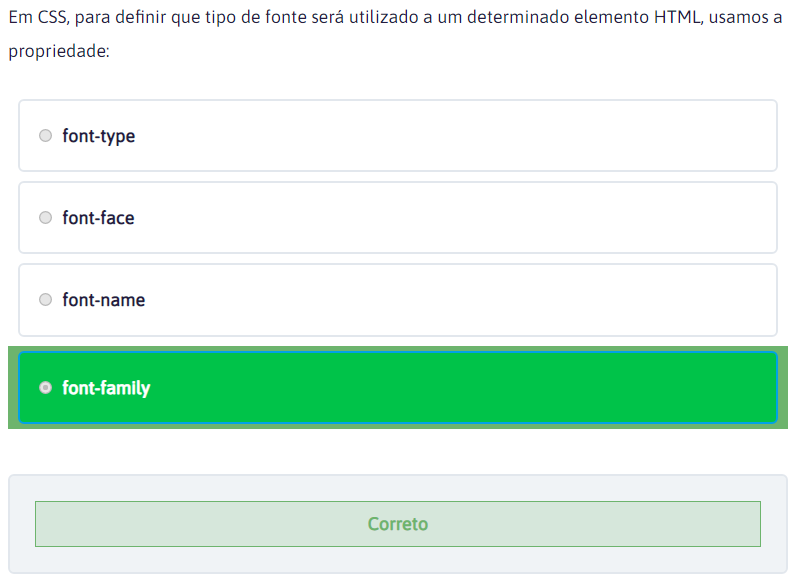 Em CSS, para definir que tipo de fonte será utilizado a um determinado elemento HTML, usamos a
propriedade:
font-type
font-face
font-name
font-family
Correto